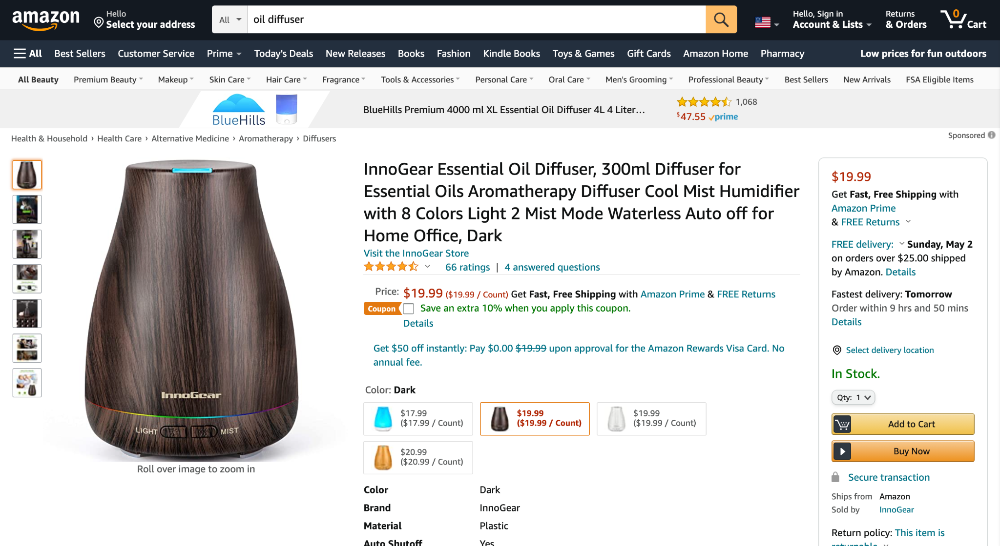 amazon
Hello
Select your address
All
oil diffuser
Hello, Sign in
Account & Lists
Returns
& Orders
0
Cart
All
Best Sellers
Customer Service
Prime
Today's Deals
New Releases
Books
Fashion
Kindle Books
Toys & Games
Gift Cards
Amazon Home
Pharmacy
Low prices for fun outdoors
All Beauty
Premium Beauty
Makeup
Skin Care
Hair Care
Fragrance
Tools & Accessories
Personal Care
Oral Care
Men's Grooming
Professional Beauty
Best Sellers
New Arrivals
FSA Eligible Items
BlueHills
BlueHills Premium 4000 ml XL Essential Oil Diffuser 4L 4 Liter…
1,068
$47.55 prime
Sponsored
Health & Household › Health Care › Alternative Medicine › Aromatherapy › Diffusers
InnoGear
LIGHT
MIST
Roll over image to zoom in
InnoGear Essential Oil Diffuser, 300ml Diffuser for
Essential Oils Aromatherapy Diffuser Cool Mist Humidifier
with 8 Colors Light 2 Mist Mode Waterless Auto off for
Home Office, Dark
Visit the InnoGear Store
66 ratings | 4 answered questions
Price: $19.99 ($19.99 / Count) Get Fast, Free Shipping with Amazon Prime & FREE Returns
Coupon Save an extra 10% when you apply this coupon.
Details
Get $50 off instantly: Pay $0.00 $19.99 upon approval for the Amazon Rewards Visa Card. No
annual fee.
Color: Dark
$17.99
($17.99 / Count)
$19.99
($19.99 / Count)
$19.99
($19.99 / Count)
$20.99
($20.99 / Count)
Color Dark
Brand InnoGear
Material Plastic
Auto Shutoff Yes
$19.99
Get Fast, Free Shipping with
Amazon Prime
& FREE Returns
FREE delivery: Sunday, May 2
on orders over $25.00 shipped
by Amazon. Details
Fastest delivery: Tomorrow
Order within 9 hrs and 50 mins
Details
Select delivery location
In Stock.
Qty: 1
Add to Cart
Buy Now
Secure transaction
Ships from Amazon
Sold by InnoGear
Return policy: This item is
returnable